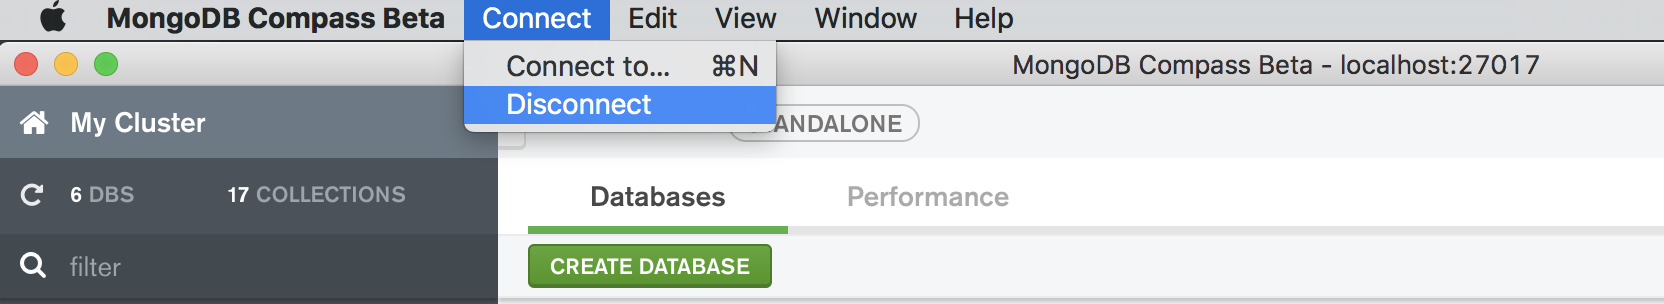 MongoDB Compass Beta Connect Edit View Window Help
Connect to... ⌘N
Disconnect
MongoDB Compass Beta - localhost:27017
My Cluster
ANDALONE
6 DBS 17 COLLECTIONS
Databases Performance
filter
CREATE DATABASE